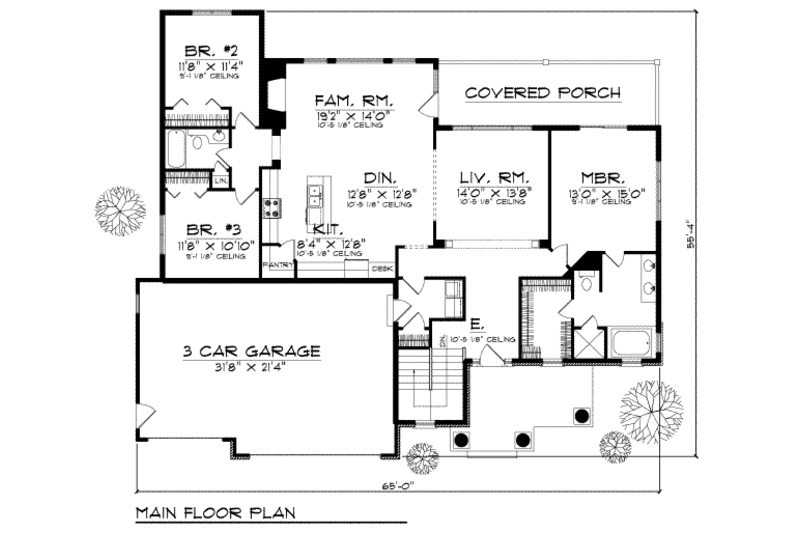 BR. #2
11'8" X 11'4"
9'-1 1/8" CEILING
FAM. RM.
19'2" X 14'0"
10'-5 1/8" CEILING
COVERED PORCH
LIN.
DIN.
12'8" X 12'8"
10'-5 1/8" CEILING
LIV. RM.
14'0" X 13'8"
10'-5 1/8" CEILING
MBR.
13'0" X 15'0"
9'-1 1/8" CEILING
BR. #3
11'8" X 10'10"
9'-1 1/8" CEILING
KIT.
8'4" X 12'8"
10'-5 1/8" CEILING
PANTRY
DESK
55'-4"
E.
10'-5 1/8" CEILING
DN.
3 CAR GARAGE
31'8" X 21'4"
65'-0"
MAIN FLOOR PLAN